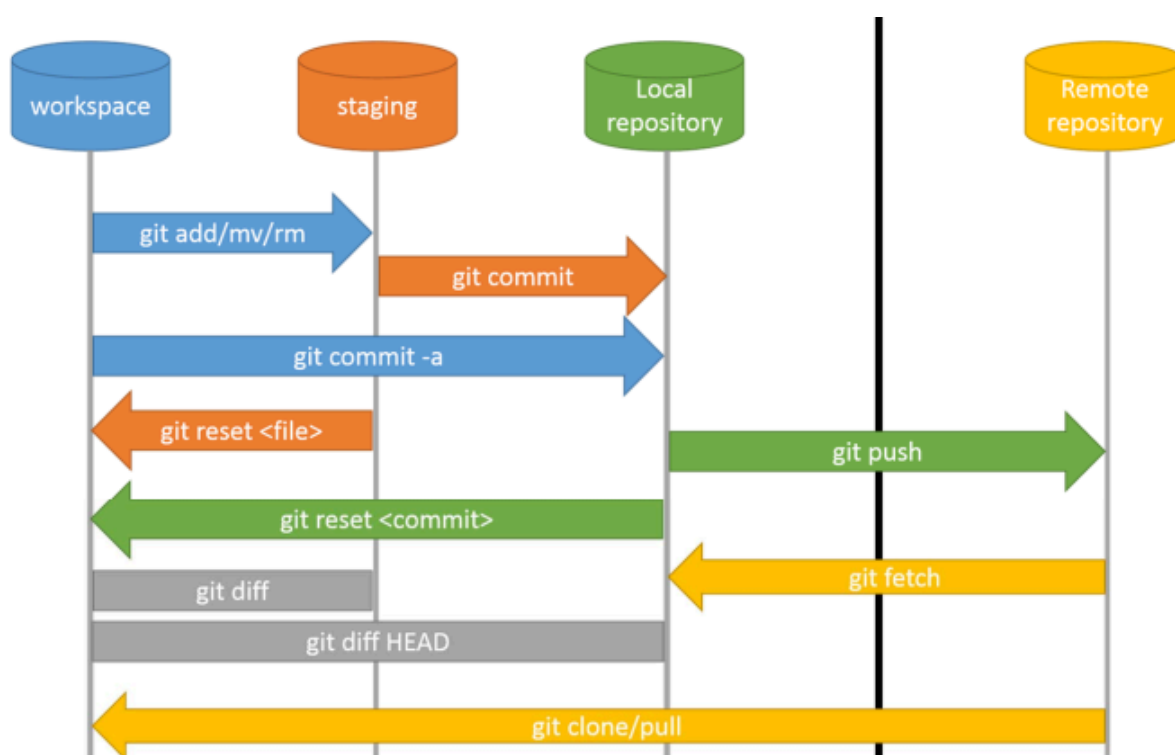 workspace
staging
Local
repository
Remote
repository
git add/mv/rm
git commit
git commit -a
git reset <file>
git push
git reset <commit>
git fetch
git diff
git diff HEAD
git clone/pull